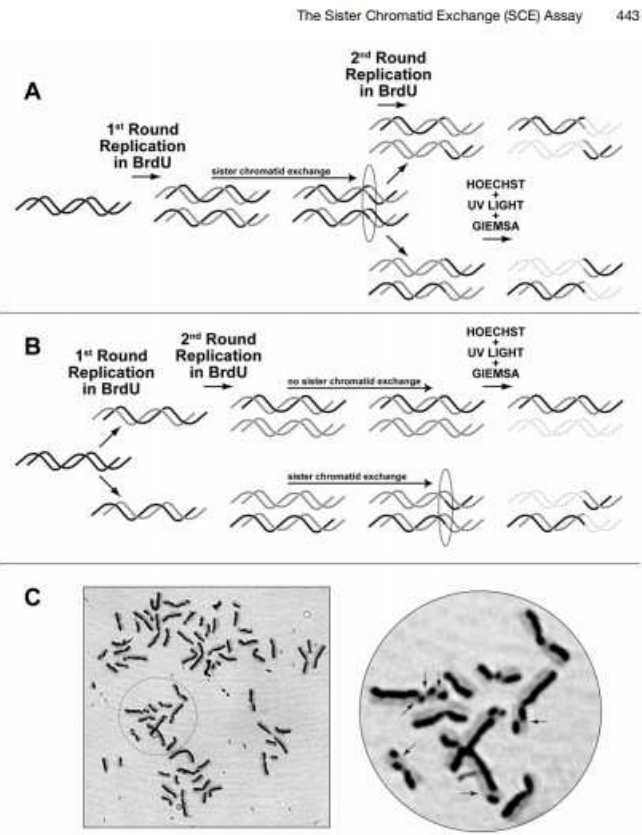 The Sister Chromatid Exchange (SCE) Assay 443
A
2nd Round
Replication
in BrdU
1st Round
Replication
in BrdU
sister chromatid exchange
HOECHST
+
UV LIGHT
+
GIEMSA
B
1st Round
Replication
in BrdU
2nd Round
Replication
in BrdU
no sister chromatid exchange
HOECHST
+
UV LIGHT
+
GIEMSA
sister chromatid exchange
C